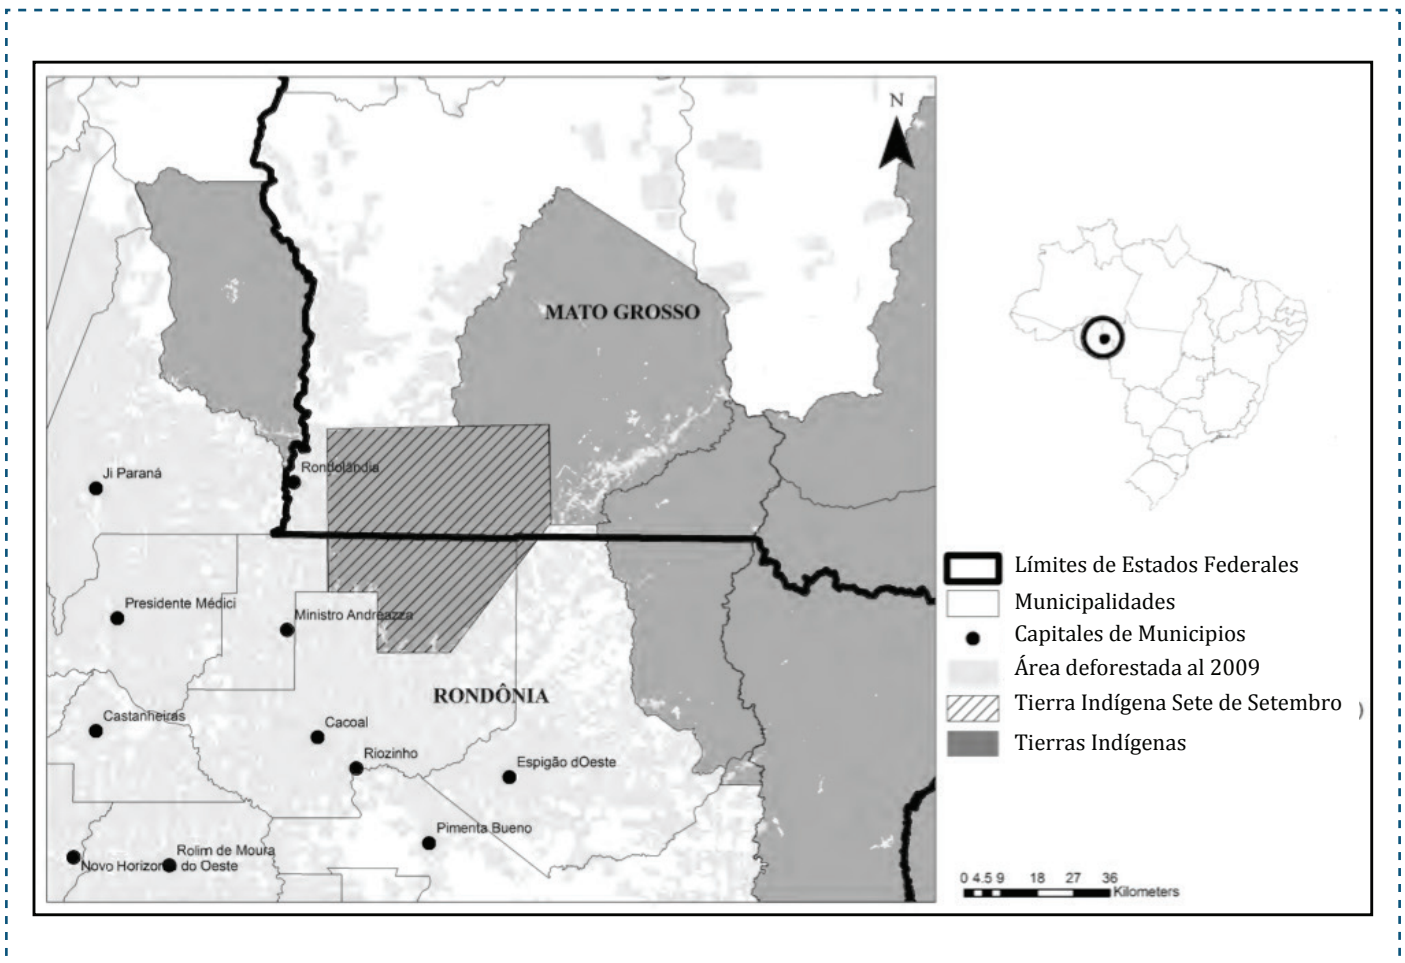 N
MATO GROSSO
Ji Paraná
Rondolándia
Presidente Médici
Ministro Andreazza
RONDÔNIA
Castanheiras
Cacoal
Riozinho
Espigão dOeste
Pimenta Bueno
Rolim de Moura
Novo Horizonte do Oeste
Límites de Estados Federales
Municipalidades
Capitales de Municipios
Área deforestada al 2009
Tierra Indígena Sete de Setembro )
Tierras Indígenas
0 4.5 9 18 27 36
Kilometers